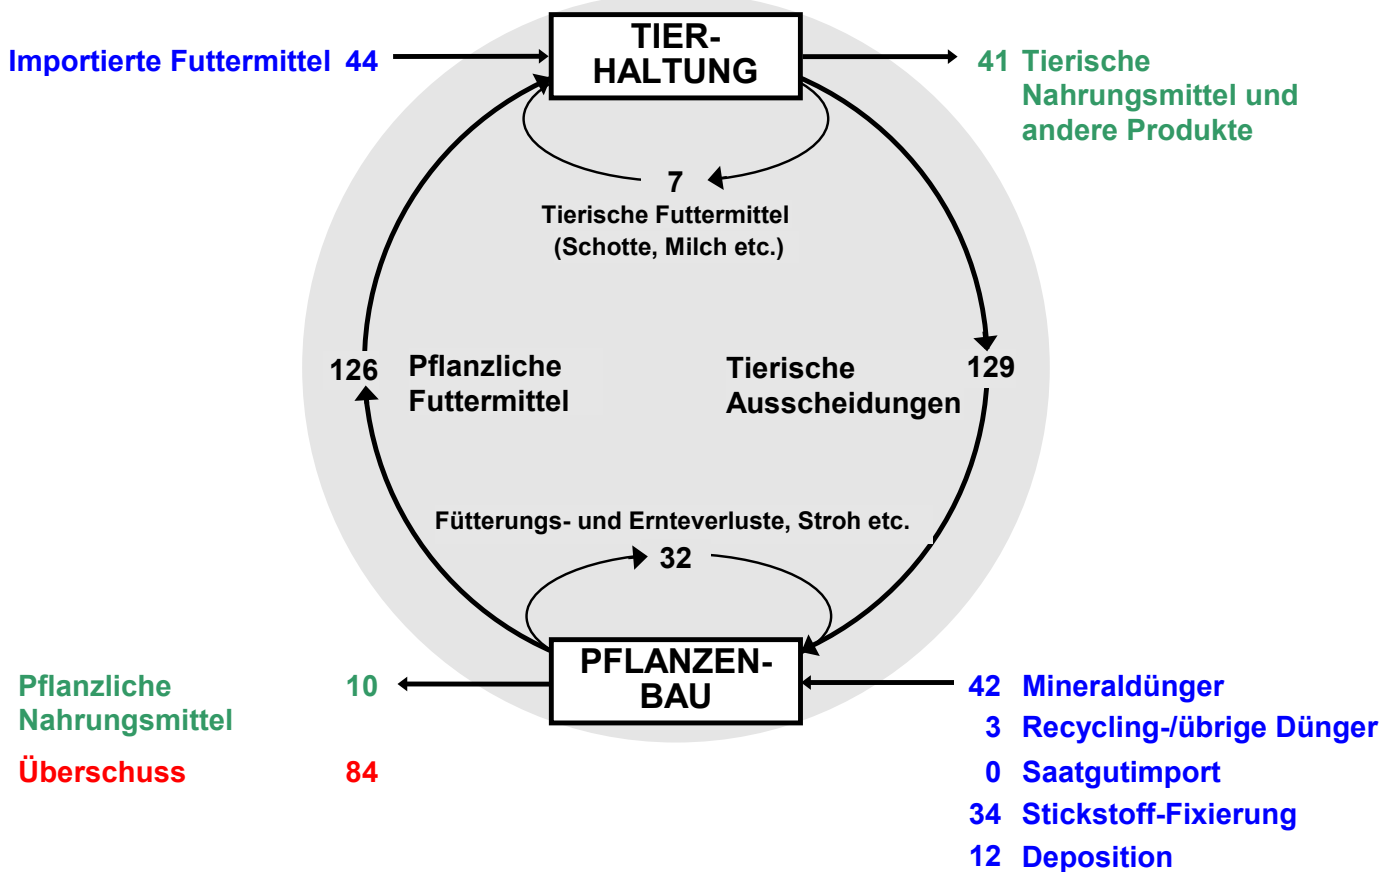 TIER-
HALTUNG
Importierte Futtermittel 44
41 Tierische
Nahrungsmittel und
andere Produkte
7
Tierische Futtermittel
(Schotte, Milch etc.)
126
Pflanzliche
Futtermittel
Tierische
Ausscheidungen
129
Fütterungs- und Ernteverluste, Stroh etc.
32
PFLANZEN-
BAU
Pflanzliche 10
Nahrungsmittel
Überschuss 84
42 Mineraldünger
3 Recycling-/übrige Dünger
0 Saatgutimport
34 Stickstoff-Fixierung
12 Deposition